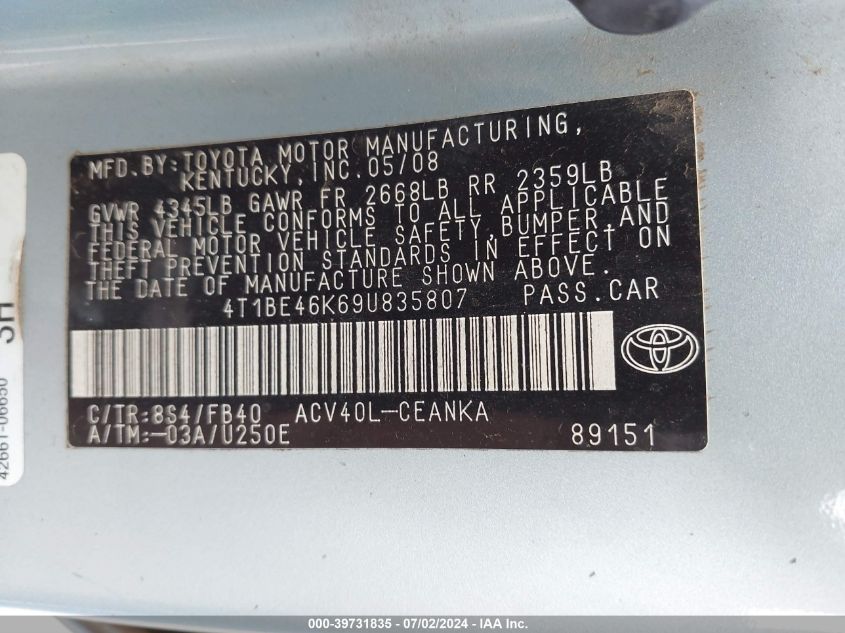 MFD. BY: TOYOTA MOTOR MANUFACTURING,
KENTUCKY, INC. 05/08
GVWR 4345LB GAWR FR 2668LB RR 2359LB
THIS VEHICLE CONFORMS TO ALL APPLICABLE
FEDERAL MOTOR VEHICLE SAFETY, BUMPER, AND
THEFT PREVENTION STANDARDS IN EFFECT ON
THE DATE OF MANUFACTURE SHOWN ABOVE.
4T1BE46K69U835807 PASS.CAR
C/TR:8S4/FB40 ACV40L-CEANKA
A/TM:-03A/U250E 89151
42661-06650
000-39731835 - 07/02/2024 - IAA Inc.